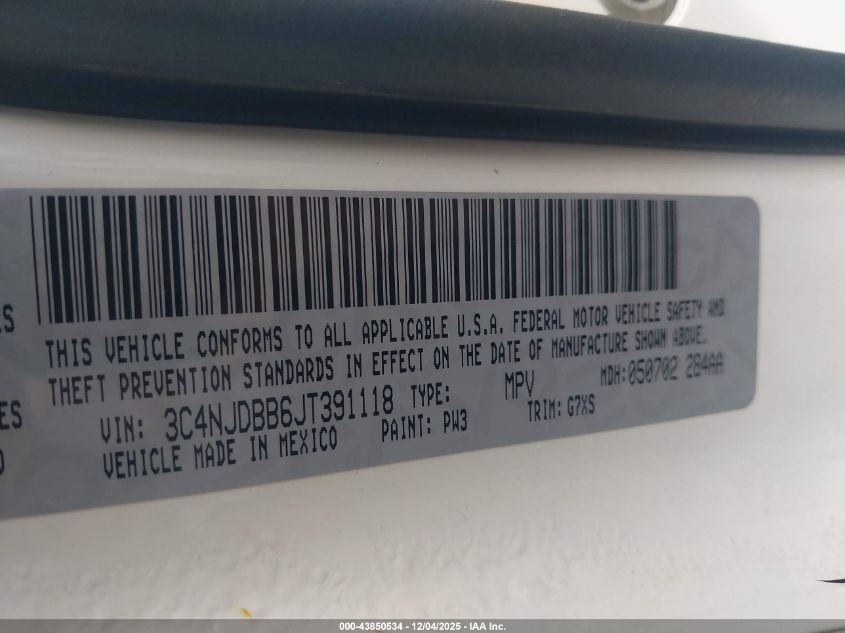 THIS VEHICLE CONFORMS TO ALL APPLICABLE U.S.A. FEDERAL MOTOR VEHICLE SAFETY AND
THEFT PREVENTION STANDARDS IN EFFECT ON THE DATE OF MANUFACTURE SHOWN ABOVE.
VIN: 3C4NJDBB6JT391118 TYPE: MPV MDH:050702 284AA
VEHICLE MADE IN MEXICO PAINT: PW3 TRIM: G7XS
000-43850534 - 12/04/2025 - IAA Inc.